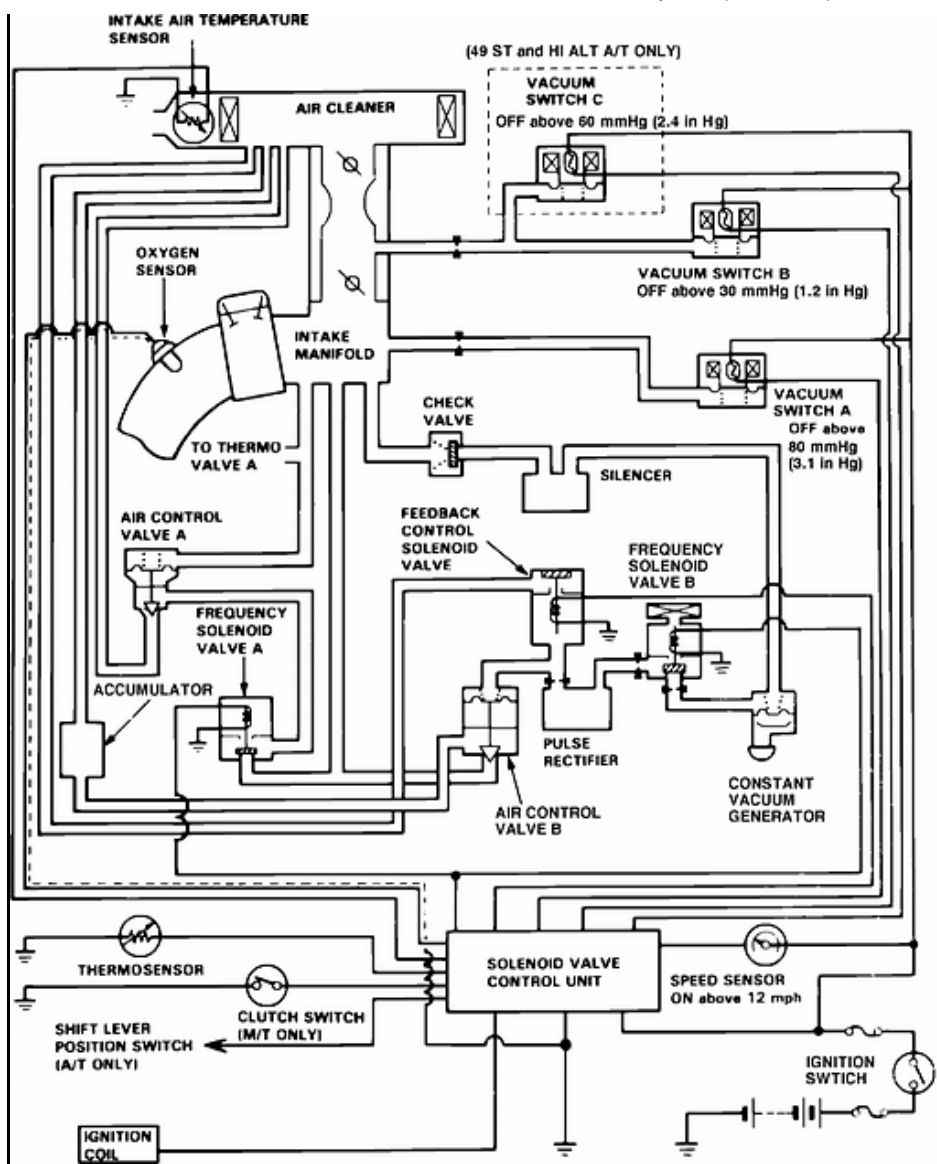 INTAKE AIR TEMPERATURE
SENSOR
(49 ST and HI ALT A/T ONLY)
VACUUM
SWITCH C
OFF above 60 mmHg (2.4 in Hg)
AIR CLEANER
OXYGEN
SENSOR
VACUUM SWITCH B
OFF above 30 mmHg (1.2 in Hg)
INTAKE
MANIFOLD
VACUUM
SWITCH A
OFF above
80 mmHg
(3.1 in Hg)
CHECK
VALVE
TO THERMO
VALVE A
SILENCER
AIR CONTROL
VALVE A
FEEDBACK
CONTROL
SOLENOID
VALVE
FREQUENCY
SOLENOID
VALVE B
FREQUENCY
SOLENOID
VALVE A
ACCUMULATOR
PULSE
RECTIFIER
CONSTANT
VACUUM
GENERATOR
AIR CONTROL
VALVE B
THERMOSENSOR
SOLENOID VALVE
CONTROL UNIT
SPEED SENSOR
ON above 12 mph
CLUTCH SWITCH
(M/T ONLY)
SHIFT LEVER
POSITION SWITCH
(A/T ONLY)
IGNITION
SWTICH
IGNITION
COIL